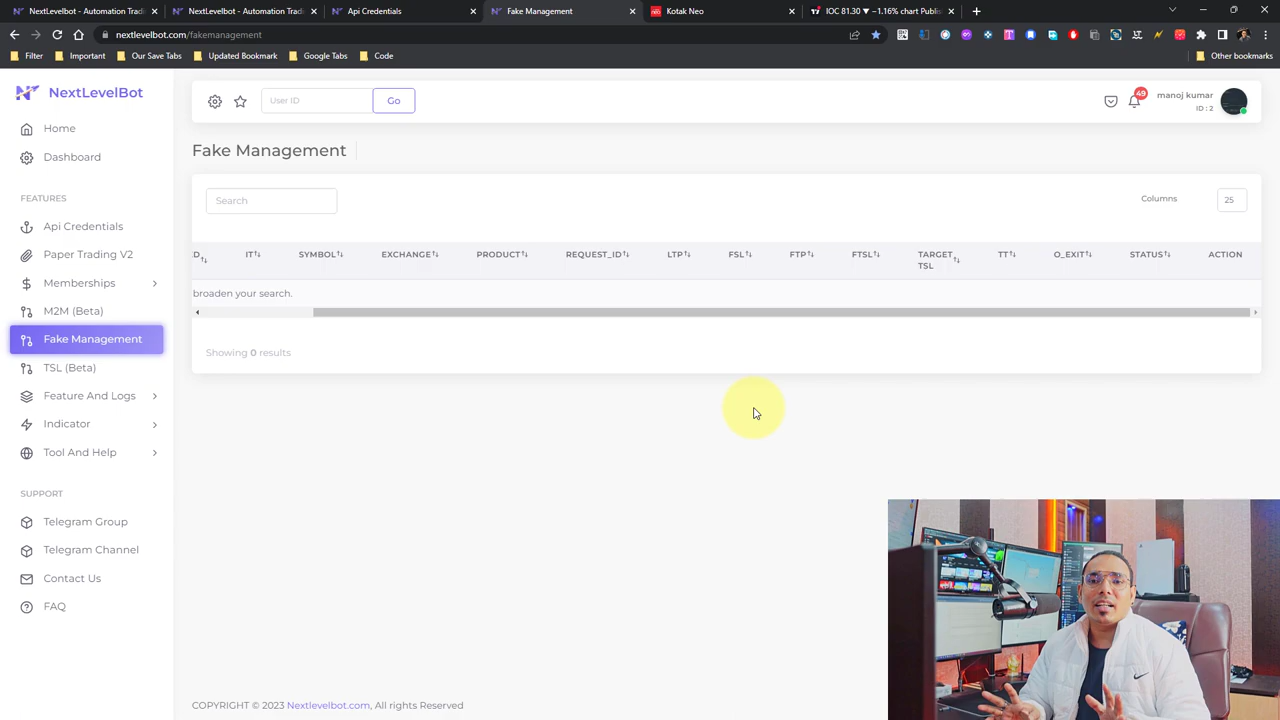 NextLevelBot - Automation Trad
NextLevelBot - Automation Trad
Api Credentials
Fake Management
Kotak Neo
IOC 81.30 ▼ −1.16% chart Publis
nextlevelbot.com/fakemanagement
Filter
Important
Our Save Tabs
Updated Bookmark
Google Tabs
Code
Other bookmarks
NextLevelBot
User ID
Go
49
manoj kumar
ID : 2
Home
Dashboard
FEATURES
Api Credentials
Paper Trading V2
Memberships
M2M (Beta)
Fake Management
TSL (Beta)
Feature And Logs
Indicator
Tool And Help
SUPPORT
Telegram Group
Telegram Channel
Contact Us
FAQ
Fake Management
Search
Columns
25
D
IT
SYMBOL
EXCHANGE
PRODUCT
REQUEST_ID
LTP
FSL
FTP
FTSL
TARGET
TSL
TT
O_EXIT
STATUS
ACTION
broaden your search.
Showing 0 results
COPYRIGHT © 2023 Nextlevelbot.com, All rights Reserved